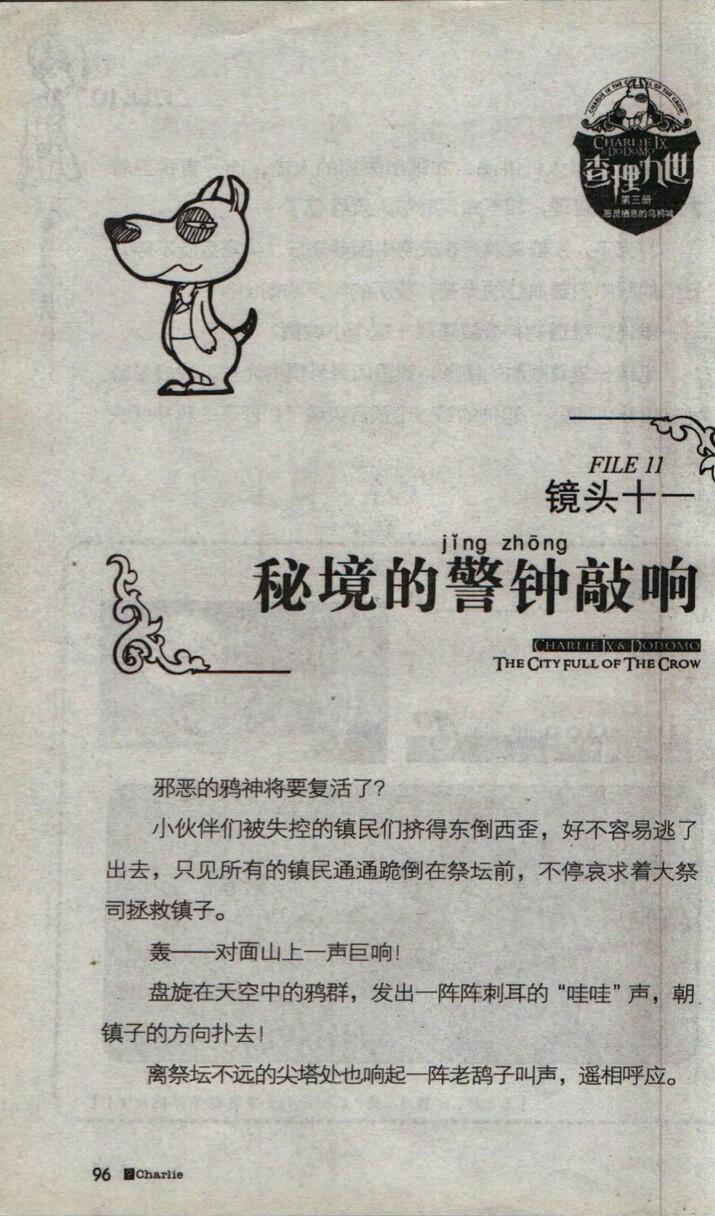 CHARLIE IX
& DODOMO
查理九世
第三册
恶灵栖息的乌鸦城
FILE 11
镜头十一
jǐng zhōng
秘境的警钟敲响
CHARLIE IX & DODOMO
THE CITY FULL OF THE CROW
邪恶的鸦神将要复活了？
小伙伴们被失控的镇民们挤得东倒西歪，好不容易逃了
出去，只见所有的镇民通通跪倒在祭坛前，不停哀求着大祭
司拯救镇子。
轰——对面山上一声巨响！
盘旋在天空中的鸦群，发出一阵阵刺耳的“哇哇”声，朝
镇子的方向扑去！
离祭坛不远的尖塔处也响起一阵老鸹子叫声，遥相呼应。
96 Charlie